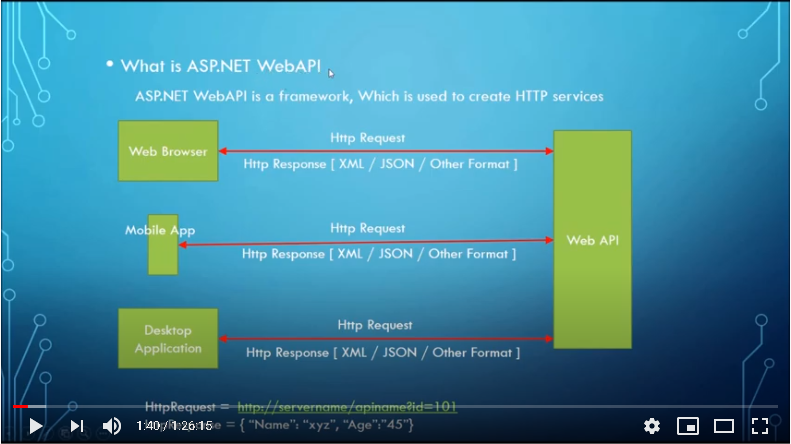 • What is ASP.NET WebAPI
ASP.NET WebAPI is a framework, Which is used to create HTTP services
Web Browser
Http Request
Http Response [ XML / JSON / Other Format ]
Mobile App
Http Request
Http Response [ XML / JSON / Other Format ]
Web API
Desktop
Application
Http Request
Http Response [ XML / JSON / Other Format ]
HttpRequest = http://servername/apiname?id=101
= { "Name": "xyz", "Age":"45"}
1:40 / 1:26:15